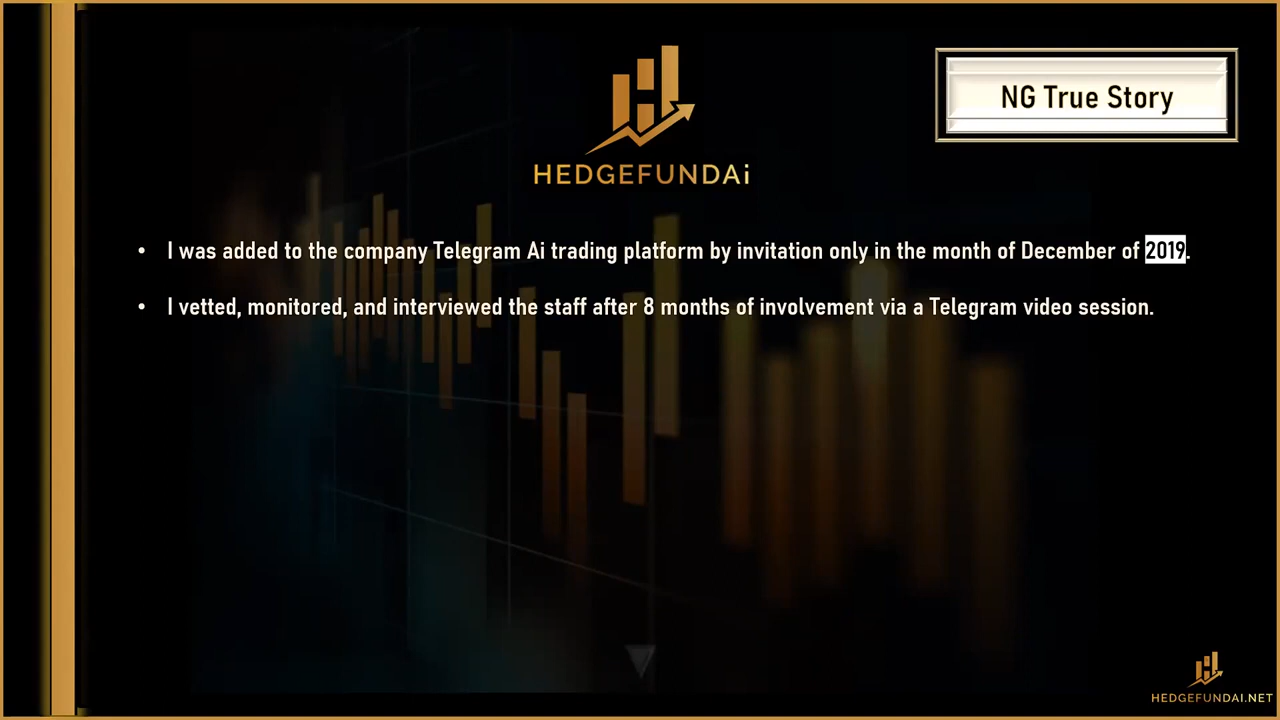 NG True Story
HEDGEFUNDAi
• I was added to the company Telegram Ai trading platform by invitation only in the month of December of 2019.
• I vetted, monitored, and interviewed the staff after 8 months of involvement via a Telegram video session.
HEDGEFUNDAI.NET